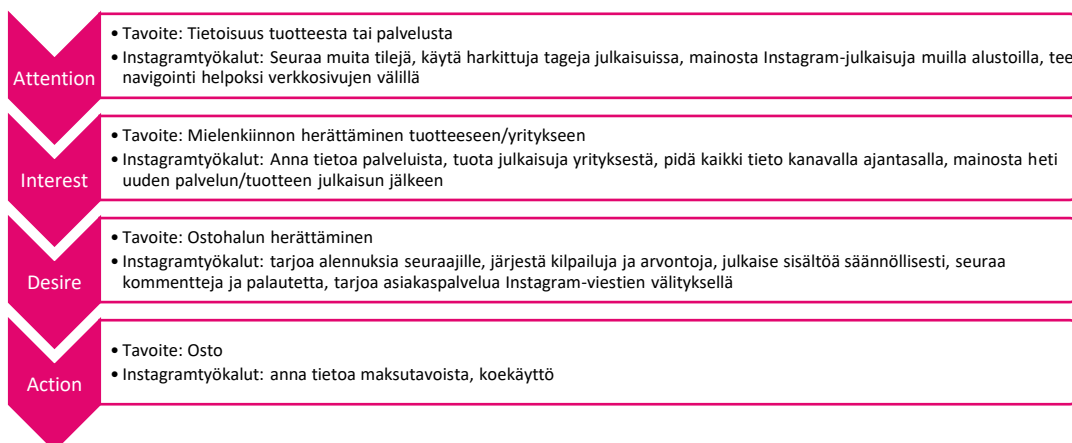 Attention
• Tavoite: Tietoisuus tuotteesta tai palvelusta
• Instagramtyökalut: Seuraa muita tilejä, käytä harkittuja tageja julkaisuissa, mainosta Instagram-julkaisuja muilla alustoilla, tee
navigointi helpoksi verkkosivujen välillä
Interest
• Tavoite: Mielenkiinnon herättäminen tuotteeseen/yritykseen
• Instagramtyökalut: Anna tietoa palveluista, tuota julkaisuja yrityksestä, pidä kaikki tieto kanavalla ajantasalla, mainosta heti
uuden palvelun/tuotteen julkaisun jälkeen
Desire
• Tavoite: Ostohalun herättäminen
• Instagramtyökalut: tarjoa alennuksia seuraajille, järjestä kilpailuja ja arvontoja, julkaise sisältöä säännöllisesti, seuraa
kommentteja ja palautetta, tarjoa asiakaspalvelua Instagram-viestien välityksellä
Action
• Tavoite: Osto
• Instagramtyökalut: anna tietoa maksutavoista, koekäyttö